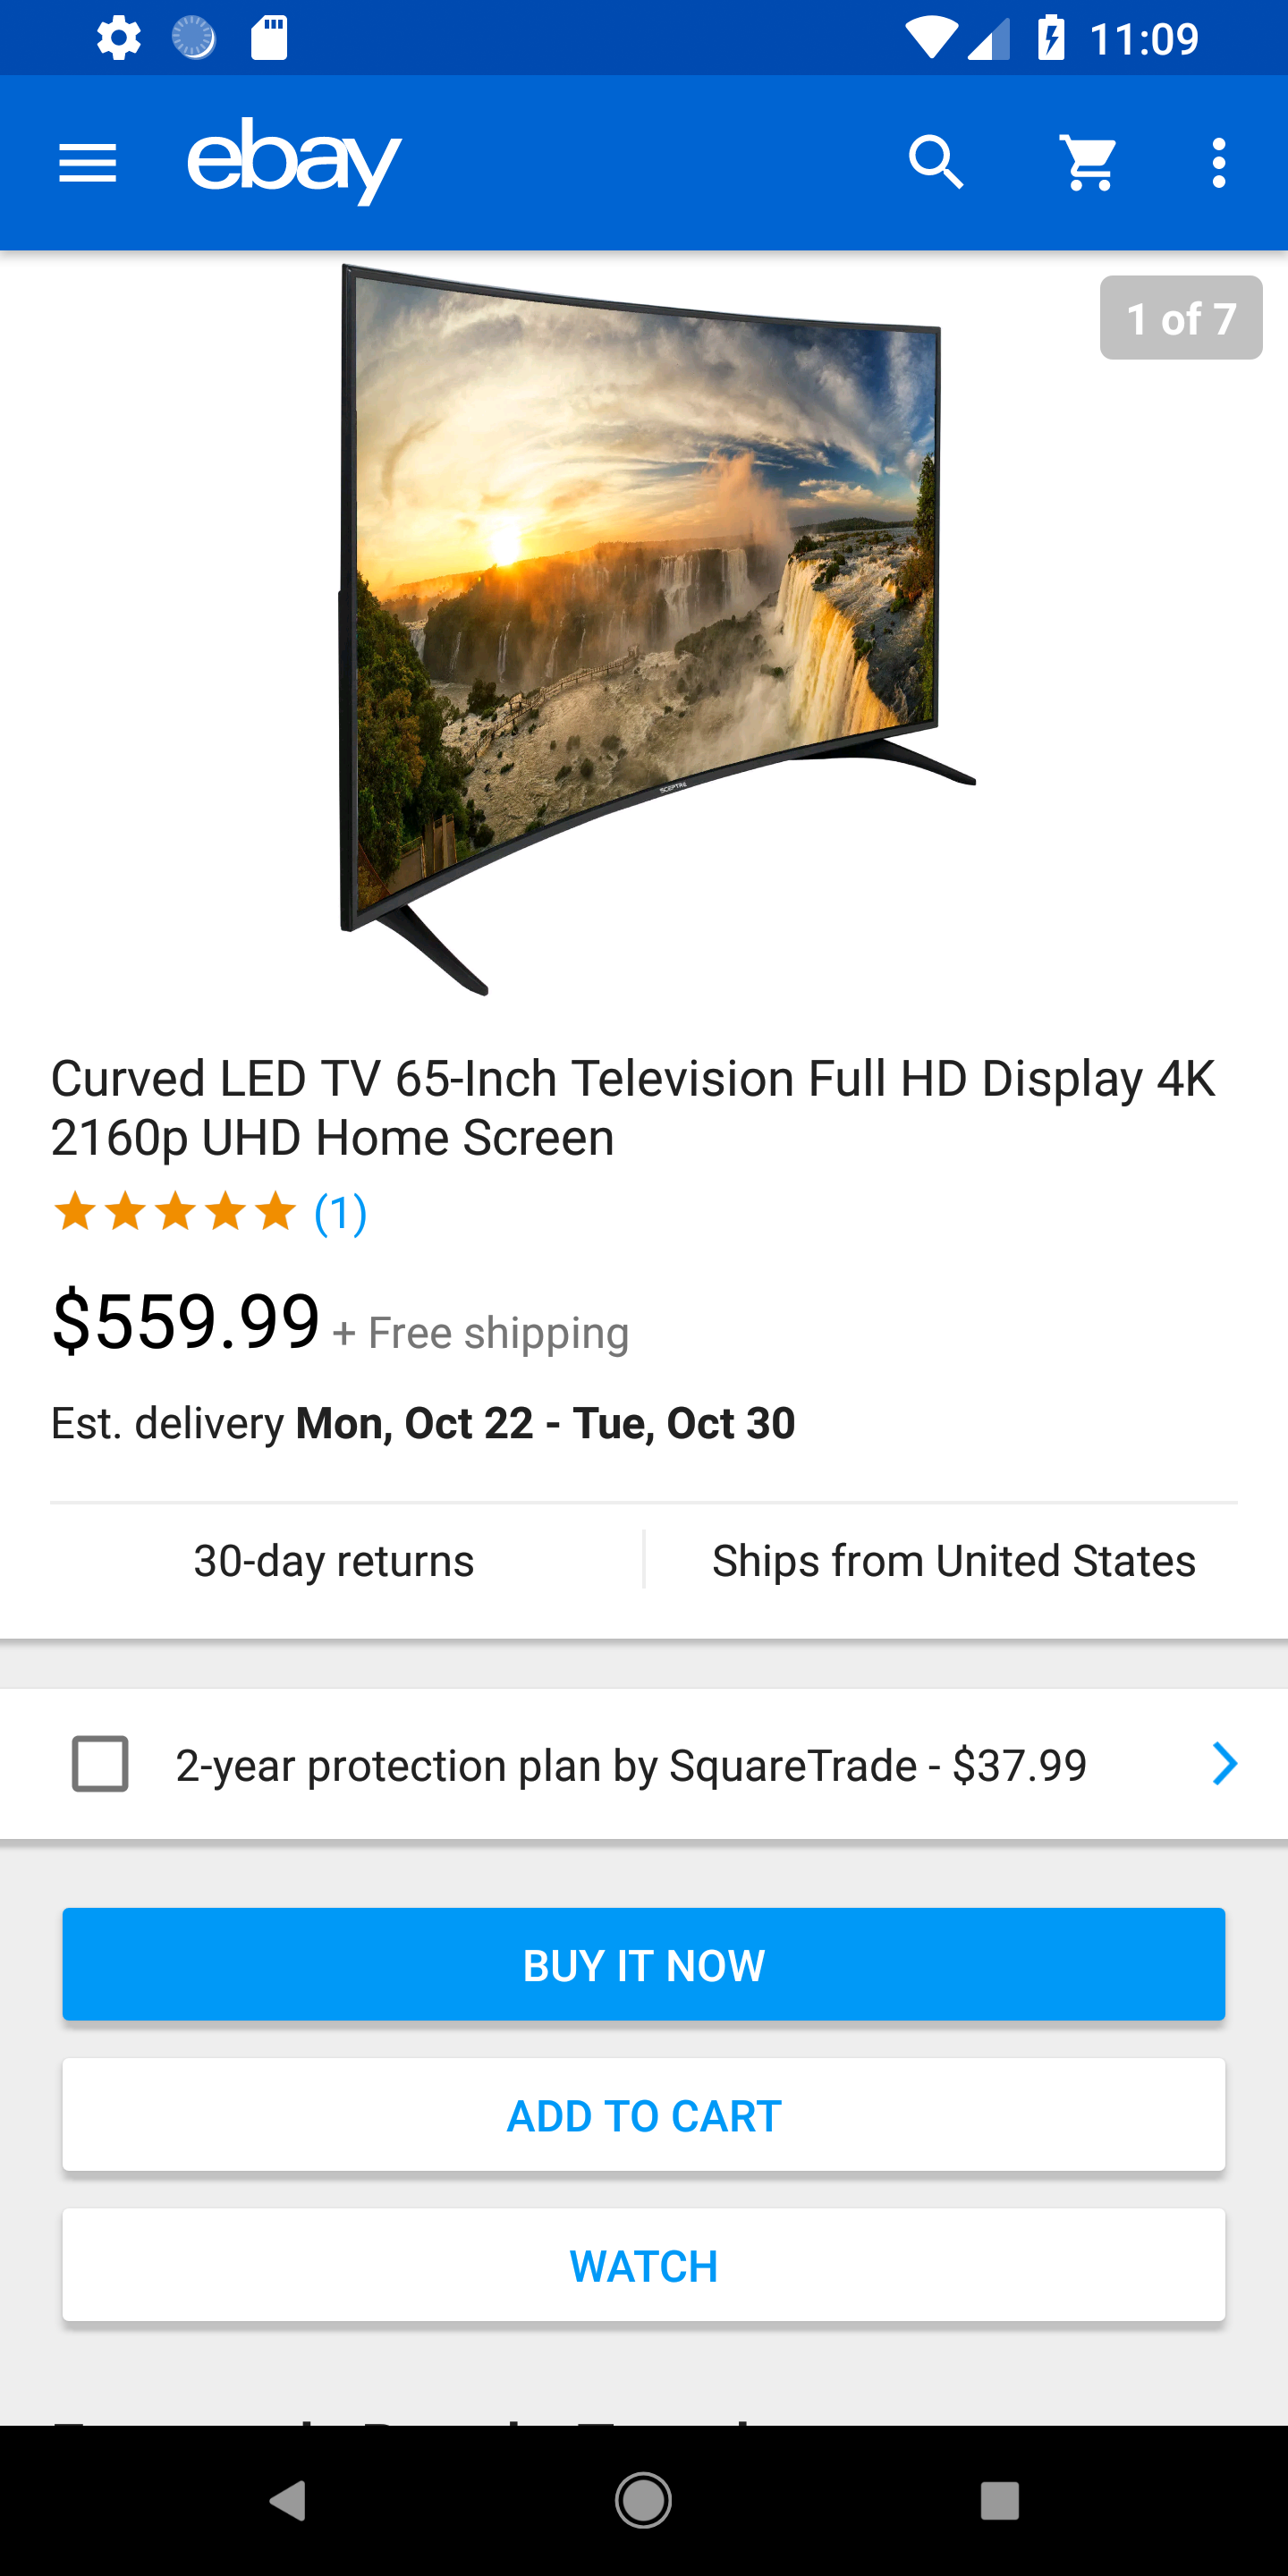 11:09
ebay
1 of 7
SCEPTRE
Curved LED TV 65-Inch Television Full HD Display 4K
2160p UHD Home Screen
(1)
$559.99 + Free shipping
Est. delivery Mon, Oct 22 - Tue, Oct 30
30-day returns
Ships from United States
2-year protection plan by SquareTrade - $37.99
BUY IT NOW
ADD TO CART
WATCH